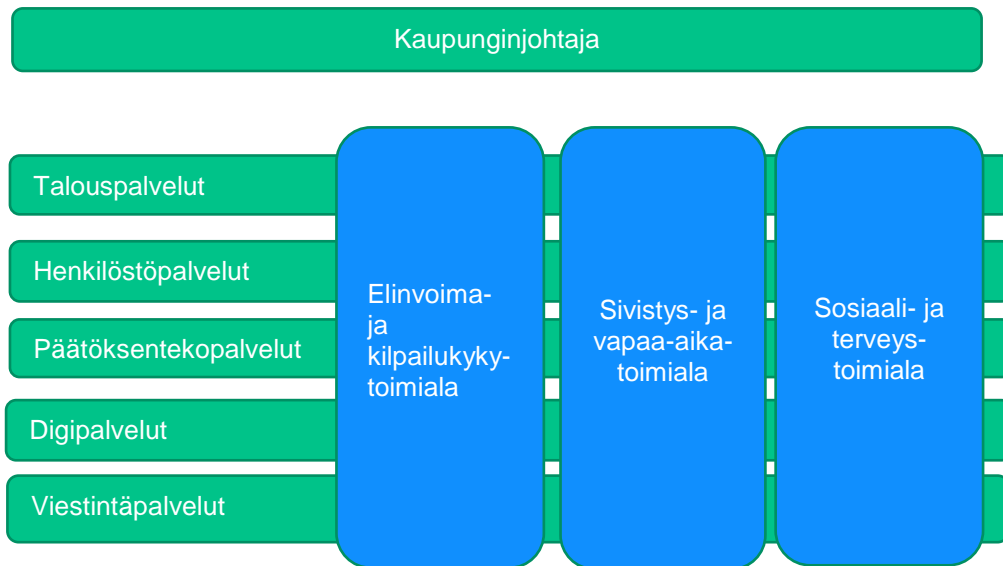 Kaupunginjohtaja
Talouspalvelut
Henkilöstöpalvelut
Päätöksentekopalvelut
Digipalvelut
Viestintäpalvelut
Elinvoima-
ja
kilpailukyky-
toimiala
Sivistys- ja
vapaa-aika-
toimiala
Sosiaali- ja
terveys-
toimiala